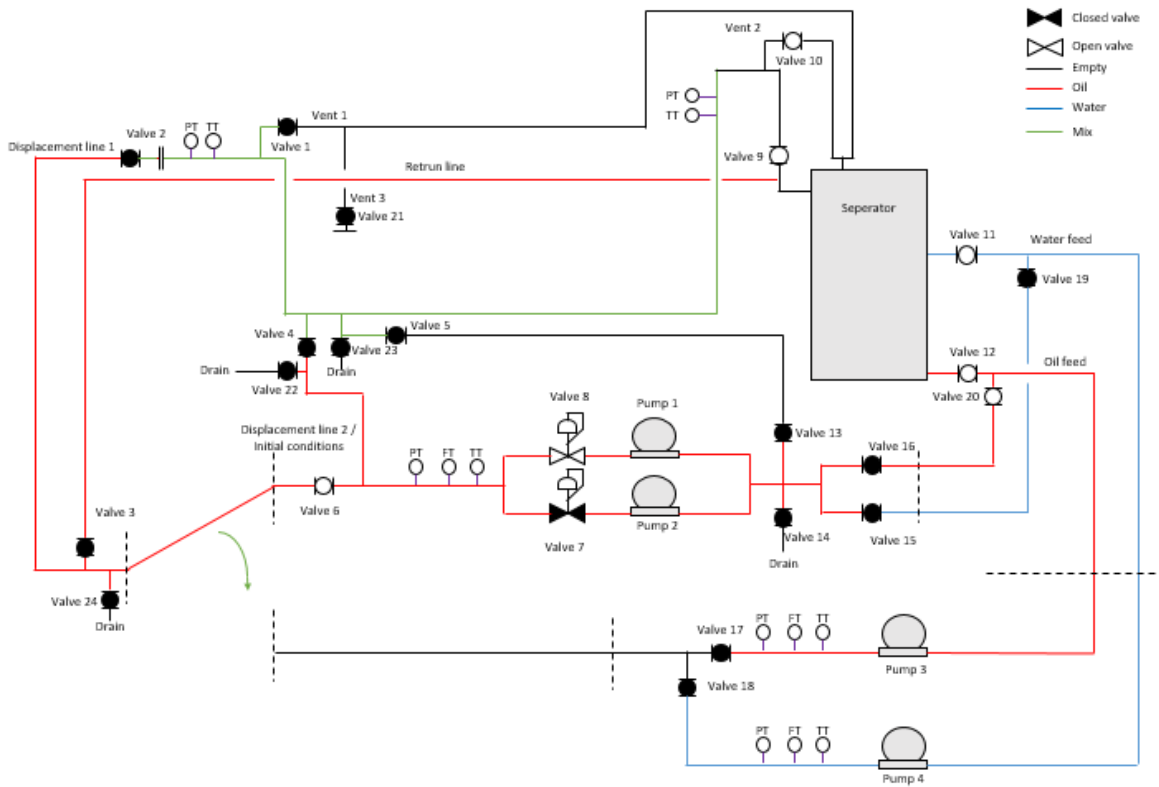 Vent 2
Closed valve
Open valve
Valve 10
Empty
Oil
PT
Water
TT
Mix
Vent 1
Valve 2
PT
TT
Displacement line 1
Valve 1
Valve 9
Retrun line
Vent 3
Valve 21
Seperator
Valve 11
Water feed
Valve 19
Valve 4
Valve 5
Valve 23
Drain
Drain
Valve 22
Valve 12
Oil feed
Valve 20
Valve 8
Pump 1
Displacement line 2 /
Initial conditions
Valve 13
Valve 16
PT
FT
TT
Valve 6
Pump 2
Valve 3
Valve 7
Valve 14
Valve 15
Drain
Valve 24
Drain
Valve 17
PT
FT
TT
Pump 3
Valve 18
PT
FT
TT
Pump 4